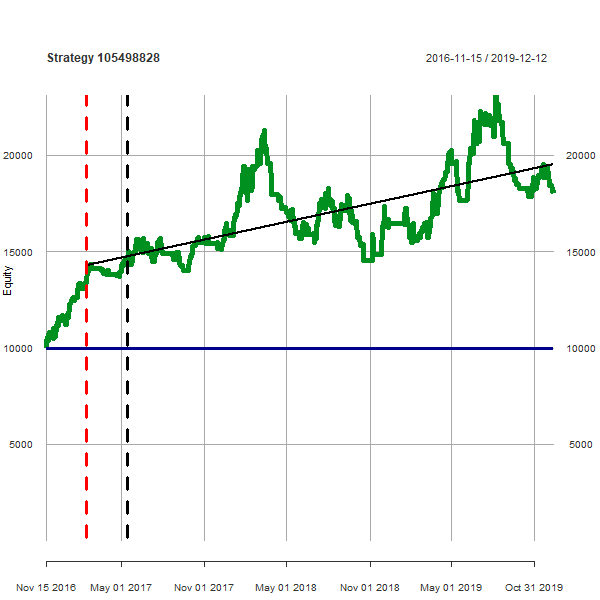 Strategy 105498828
2016-11-15 / 2019-12-12
20000
20000
15000
15000
Equity
10000
10000
5000
5000
Nov 15 2016
May 01 2017
Nov 01 2017
May 01 2018
Nov 01 2018
May 01 2019
Oct 31 2019